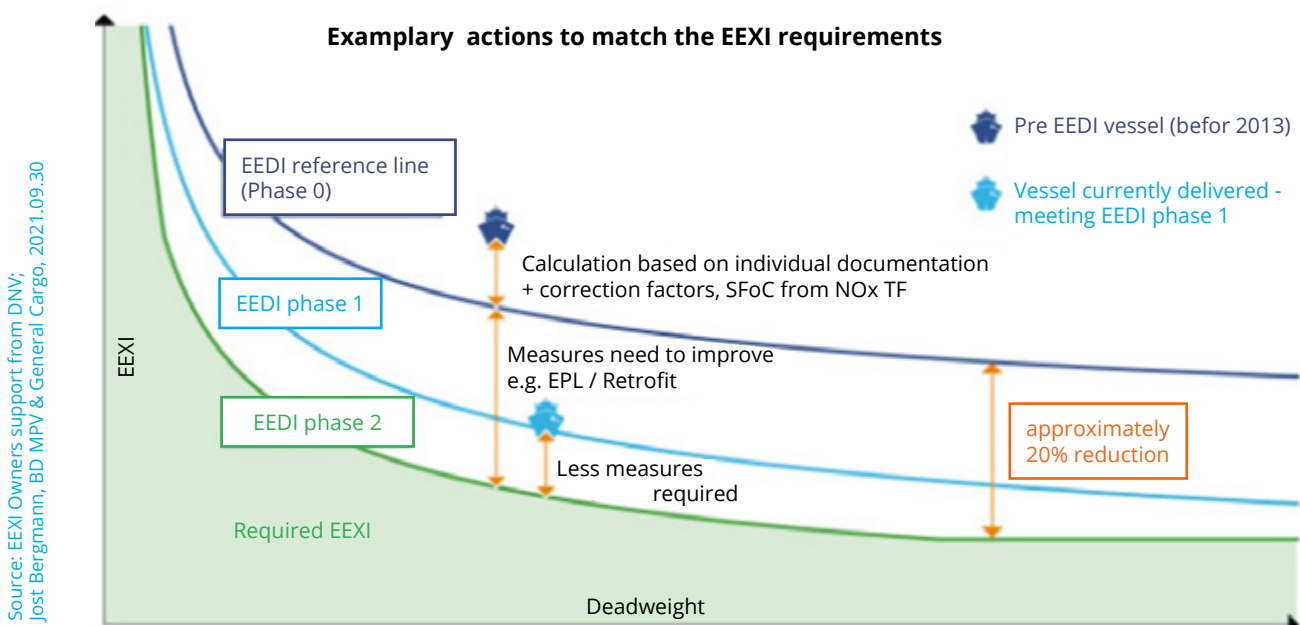 Examplary actions to match the EEXI requirements
Pre EEDI vessel (befor 2013)
Vessel currently delivered -
meeting EEDI phase 1
EEDI reference line
(Phase 0)
Calculation based on individual documentation
+ correction factors, SFoC from NOx TF
EEDI phase 1
Measures need to improve
e.g. EPL / Retrofit
EEDI phase 2
Less measures
required
approximately
20% reduction
Required EEXI
EEXI
Deadweight
Source: EEXI Owners support from DNV;
Jost Bergmann, BD MPV & General Cargo, 2021.09.30